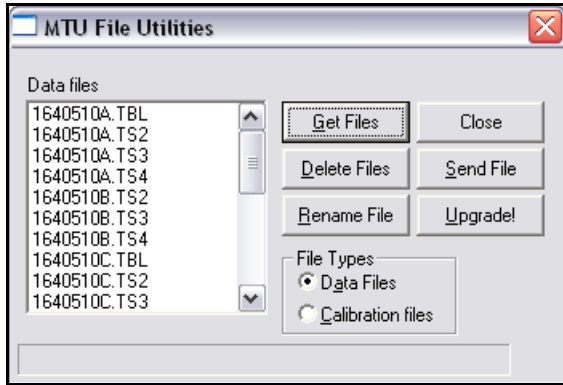 MTU File Utilities
Data files
1640510A.TBL
1640510A.TS2
1640510A.TS3
1640510A.TS4
1640510B.TS2
1640510B.TS3
1640510B.TS4
1640510C.TBL
1640510C.TS2
1640510C.TS3
Get Files
Close
Delete Files
Send File
Rename File
Upgrade!
File Types
Data Files
Calibration files